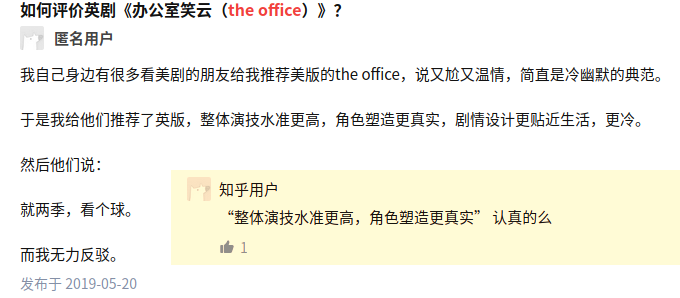 如何评价英剧《办公室笑云（the office）》？
匿名用户
我自己身边有很多看美剧的朋友给我推荐美版的the office，说又尬又温情，简直是冷幽默的典范。
于是我给他们推荐了英版，整体演技水准更高，角色塑造更真实，剧情设计更贴近生活，更冷。
然后他们说：
就两季，看个球。
而我无力反驳。
发布于 2019-05-20
知乎用户
“整体演技水准更高，角色塑造更真实” 认真的么
1